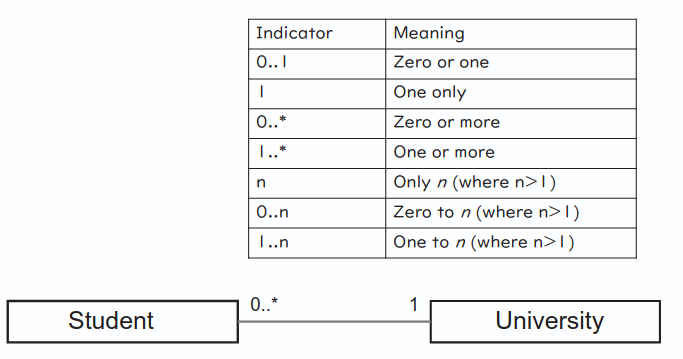 Indicator Meaning
0..1 Zero or one
1 One only
0..* Zero or more
1..* One or more
n Only n (where n>1)
0..n Zero to n (where n>1)
1..n One to n (where n>1)
0..* 1
Student University